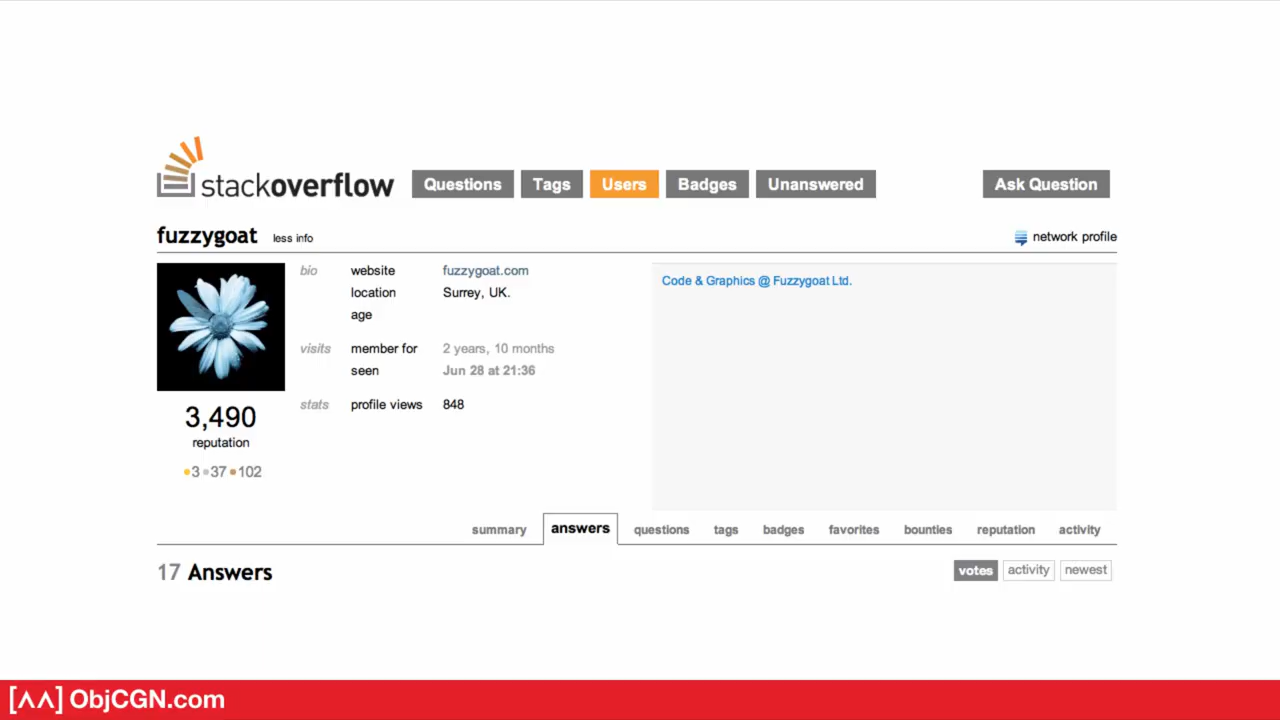 stackoverflow Questions Tags Users Badges Unanswered Ask Question
fuzzygoat less info network profile
bio website fuzzygoat.com Code & Graphics @ Fuzzygoat Ltd.
location Surrey, UK.
age
visits member for 2 years, 10 months
seen Jun 28 at 21:36
stats profile views 848
3,490
reputation
3 37 102
summary answers questions tags badges favorites bounties reputation activity
17 Answers votes activity newest
[ΛΛ] ObjCGN.com